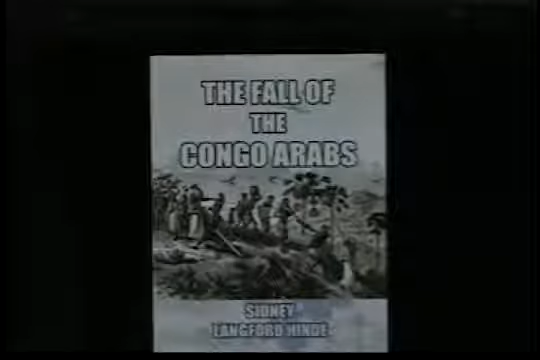 THE FALL OF
THE
CONGO ARABS
SIDNEY
LANGFORD HINDE